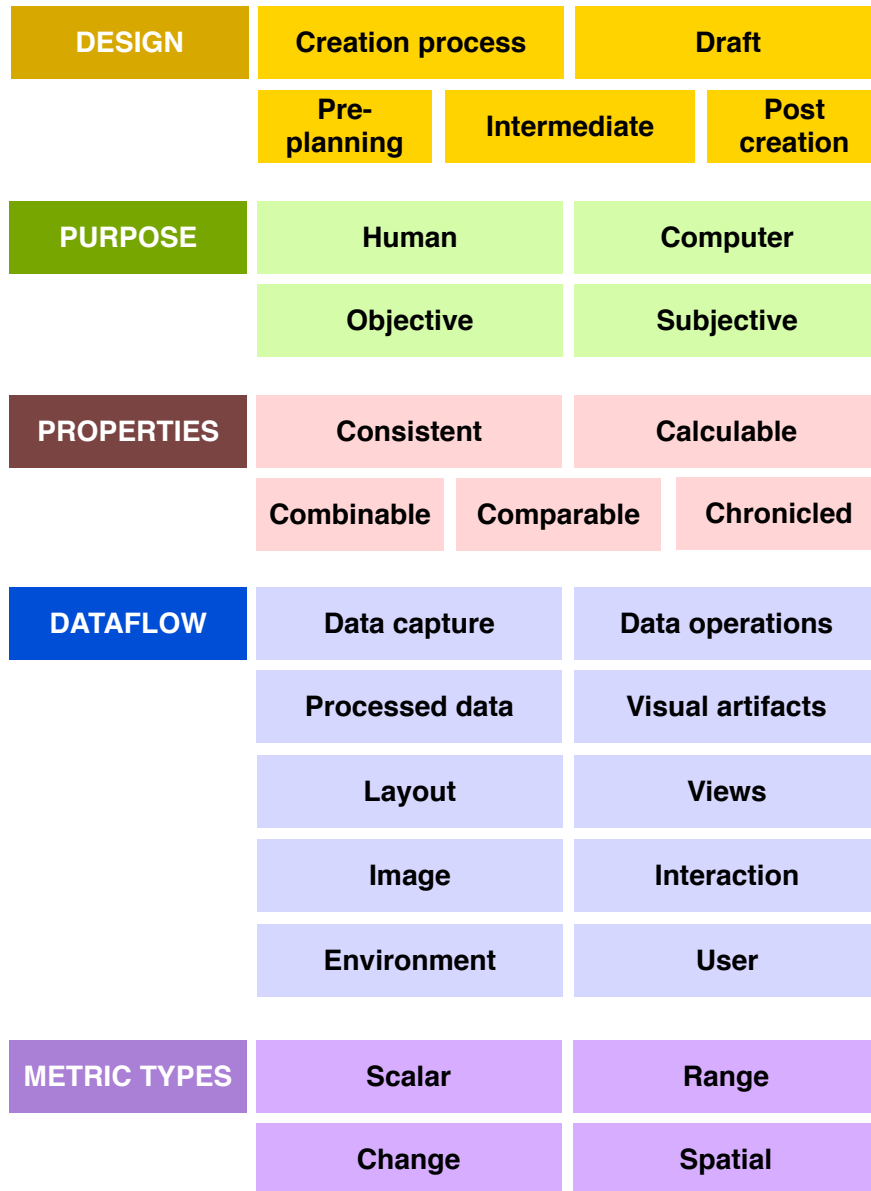 DESIGN
Creation process
Draft
Pre-
planning
Intermediate
Post
creation
PURPOSE
Human
Computer
Objective
Subjective
PROPERTIES
Consistent
Calculable
Combinable
Comparable
Chronicled
DATAFLOW
Data capture
Data operations
Processed data
Visual artifacts
Layout
Views
Image
Interaction
Environment
User
METRIC TYPES
Scalar
Range
Change
Spatial